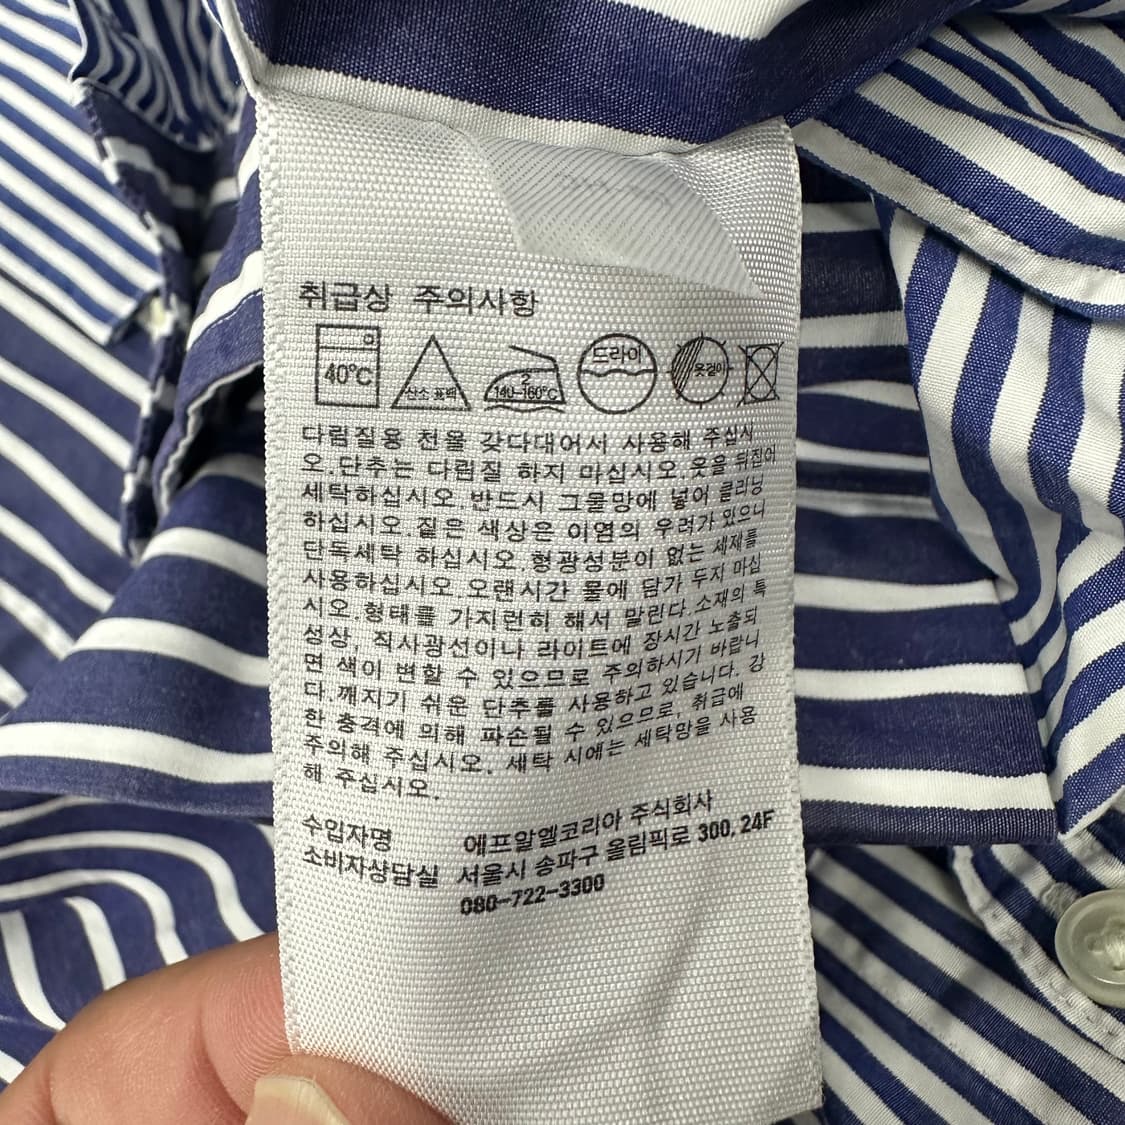 취급상 주의사항
40°C
산소 표백
2
140-160°C
드라이
옷걸이
다림질용 천을 갖다대어서 사용해 주십시
오.단추는 다림질 하지 마십시오.옷을 뒤집어
세탁하십시오.반드시 그물망에 넣어 클리닝
하십시오.짙은 색상은 이염의 우려가 있으니
단독세탁 하십시오.형광성분이 없는 세제를
사용하십시오.오랜시간 물에 담가 두지 마십
시오.형태를 가지런히 해서 말린다.소재의 특
성상, 직사광선이나 라이트에 장시간 노출되
면 색이 변할 수 있으므로 주의하시기 바랍니
다.깨지기 쉬운 단추를 사용하고 있습니다. 강
한 충격에 의해 파손될 수 있으므로, 취급에
주의해 주십시오. 세탁 시에는 세탁망을 사용
해 주십시오.
수입자명 에프알엘코리아 주식회사
소비자상담실 서울시 송파구 올림픽로 300, 24F
080-722-3300